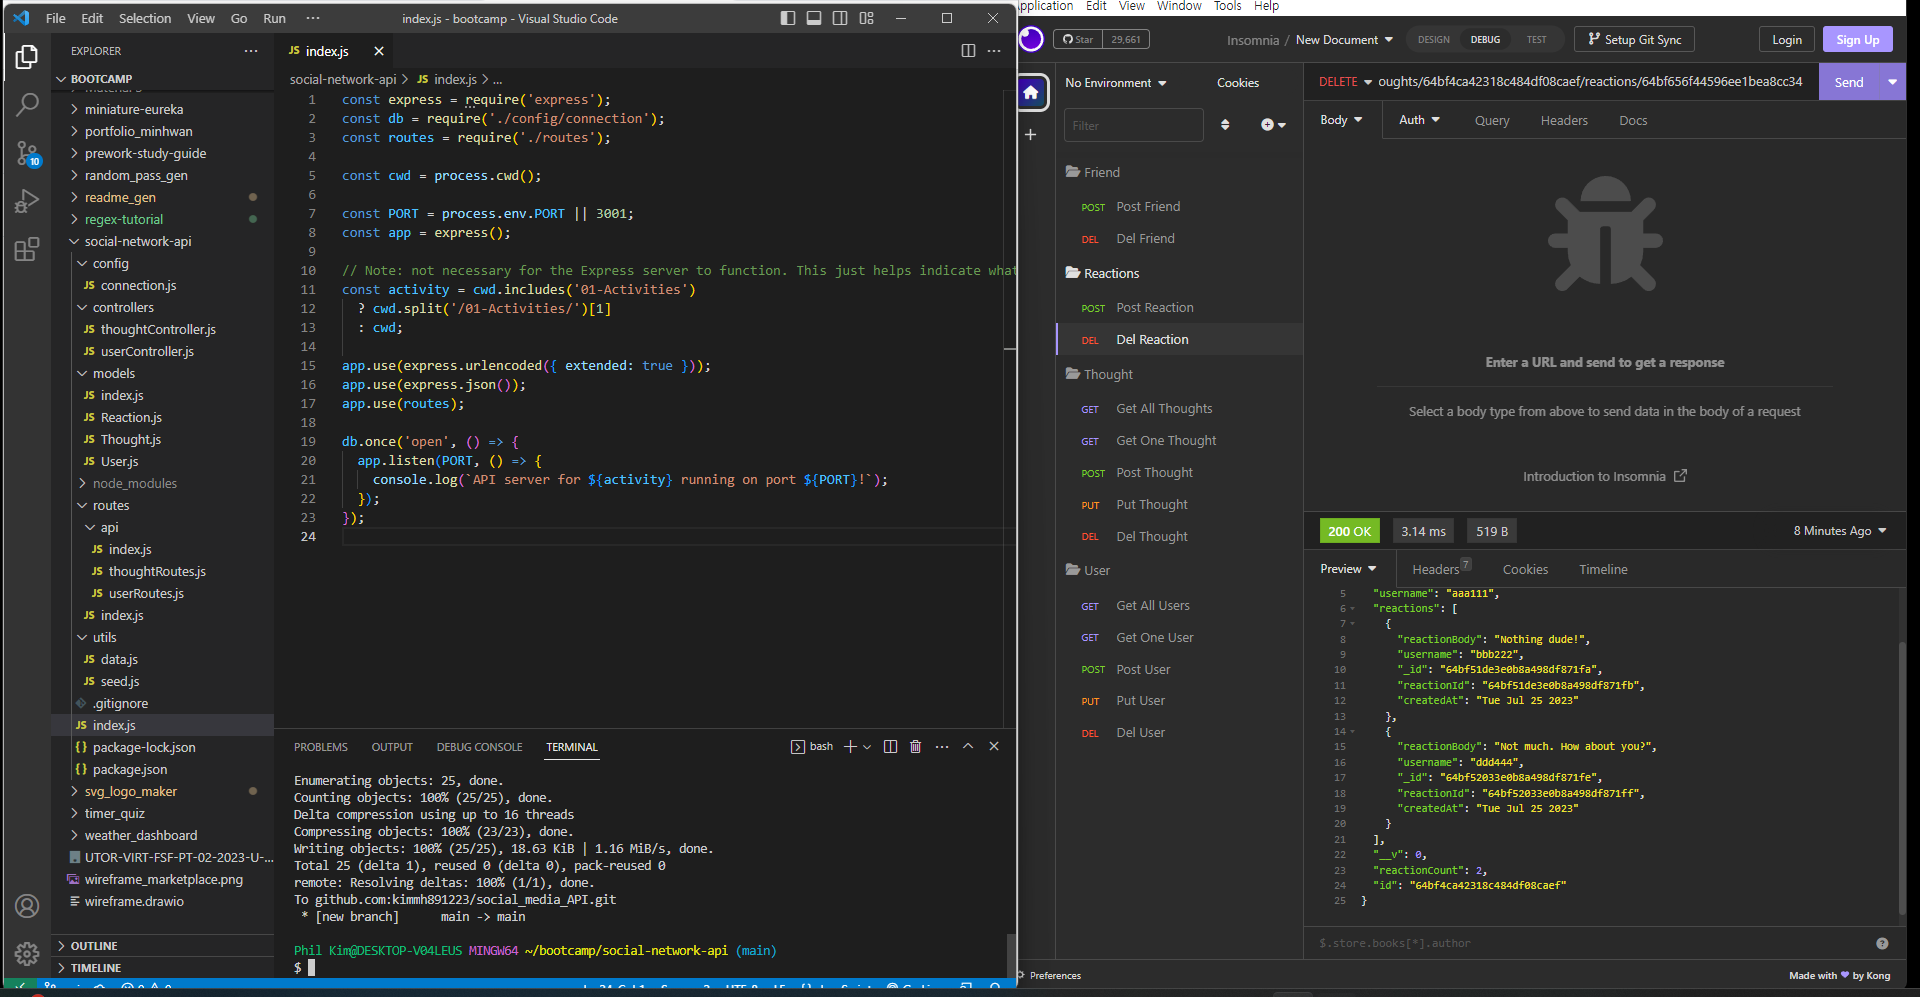 File Edit Selection View Go Run ··· index.js - bootcamp - Visual Studio Code
EXPLORER
BOOTCAMP
miniature-eureka
portfolio_minhwan
prework-study-guide
random_pass_gen
readme_gen
regex-tutorial
social-network-api
config
JS connection.js
controllers
JS thoughtController.js
JS userController.js
models
JS index.js
JS Reaction.js
JS Thought.js
JS User.js
node_modules
routes
api
JS index.js
JS thoughtRoutes.js
JS userRoutes.js
JS index.js
utils
JS data.js
JS seed.js
.gitignore
JS index.js
{} package-lock.json
{} package.json
svg_logo_maker
timer_quiz
weather_dashboard
UTOR-VIRT-FSF-PT-02-2023-U-...
wireframe_marketplace.png
wireframe.drawio
OUTLINE
TIMELINE
10
JS index.js
social-network-api > JS index.js > ...
1 const express = require('express');
2 const db = require('./config/connection');
3 const routes = require('./routes');
4
5 const cwd = process.cwd();
6
7 const PORT = process.env.PORT || 3001;
8 const app = express();
9
10 // Note: not necessary for the Express server to function. This just helps indicate what
11 const activity = cwd.includes('01-Activities')
12 ? cwd.split('/01-Activities/')[1]
13 : cwd;
14
15 app.use(express.urlencoded({ extended: true }));
16 app.use(express.json());
17 app.use(routes);
18
19 db.once('open', () => {
20 app.listen(PORT, () => {
21 console.log(`API server for ${activity} running on port ${PORT}!`);
22 });
23 });
24
PROBLEMS OUTPUT DEBUG CONSOLE TERMINAL bash
Enumerating objects: 25, done.
Counting objects: 100% (25/25), done.
Delta compression using up to 16 threads
Compressing objects: 100% (23/23), done.
Writing objects: 100% (25/25), 18.63 KiB | 1.16 MiB/s, done.
Total 25 (delta 1), reused 0 (delta 0), pack-reused 0
remote: Resolving deltas: 100% (1/1), done.
To github.com:kimmh891223/social_media_API.git
* [new branch] main -> main
Phil Kim@DESKTOP-V04LEUS MINGW64 ~/bootcamp/social-network-api (main)
$
Application Edit View Window Tools Help
Star 29,661
Insomnia / New Document
DESIGN DEBUG TEST
Setup Git Sync
Login
Sign Up
No Environment Cookies
Filter
Friend
POST Post Friend
DEL Del Friend
Reactions
POST Post Reaction
DEL Del Reaction
Thought
GET Get All Thoughts
GET Get One Thought
POST Post Thought
PUT Put Thought
DEL Del Thought
User
GET Get All Users
GET Get One User
POST Post User
PUT Put User
DEL Del User
DELETE oughts/64bf4ca42318c484df08caef/reactions/64bf656f44596ee1bea8cc34 Send
Body Auth Query Headers Docs
Enter a URL and send to get a response
Select a body type from above to send data in the body of a request
Introduction to Insomnia
200 OK 3.14 ms 519 B 8 Minutes Ago
Preview Headers 7 Cookies Timeline
5 "username": "aaa111",
6 "reactions": [
7 {
8 "reactionBody": "Nothing dude!",
9 "username": "bbb222",
10 "_id": "64bf51de3e0b8a498df871fa",
11 "reactionId": "64bf51de3e0b8a498df871fb",
12 "createdAt": "Tue Jul 25 2023"
13 },
14 {
15 "reactionBody": "Not much. How about you?",
16 "username": "ddd444",
17 "_id": "64bf52033e0b8a498df871fe",
18 "reactionId": "64bf52033e0b8a498df871ff",
19 "createdAt": "Tue Jul 25 2023"
20 }
21 ],
22 "__v": 0,
23 "reactionCount": 2,
24 "id": "64bf4ca42318c484df08caef"
25 }
$.store.books[*].author
Preferences
Made with ♥ by Kong